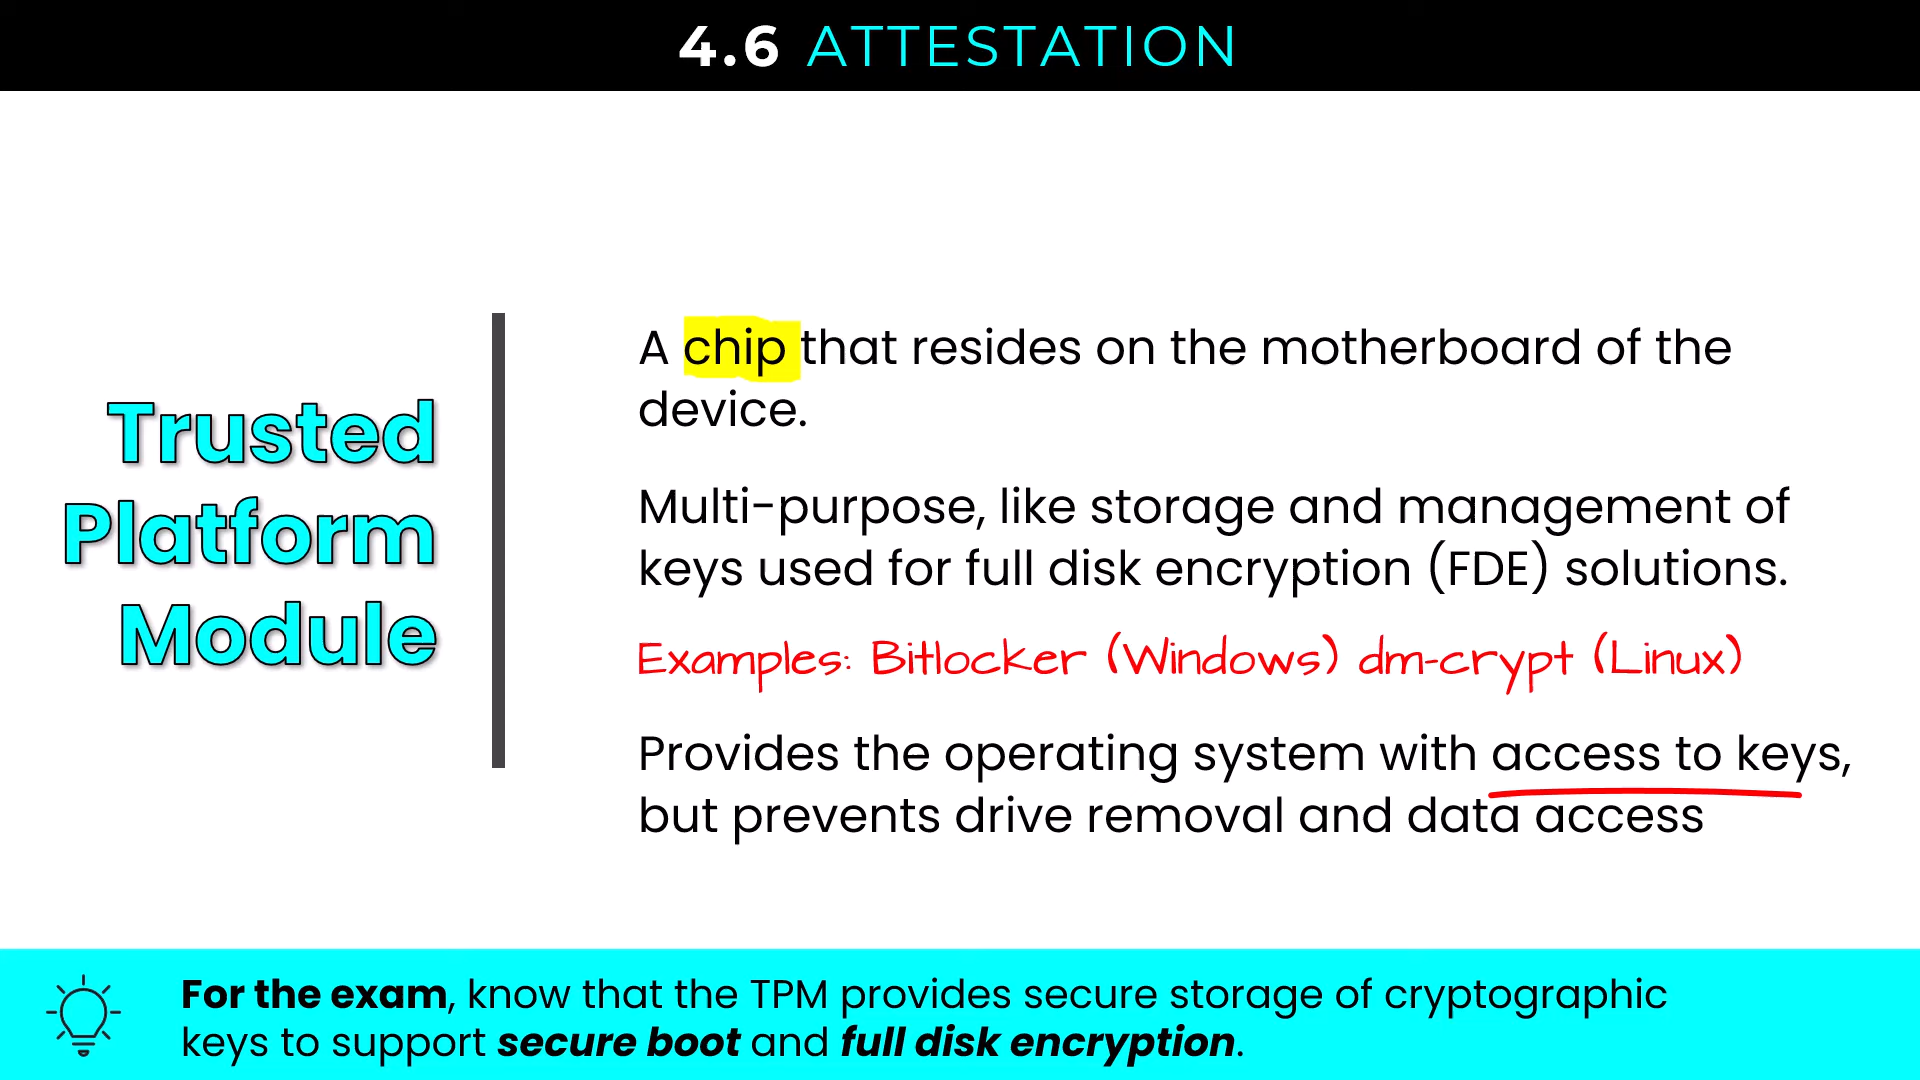 4.6 ATTESTATION
Trusted
Platform
Module
A chip that resides on the motherboard of the
device.
Multi-purpose, like storage and management of
keys used for full disk encryption (FDE) solutions.
Examples: Bitlocker (Windows) dm-crypt (Linux)
Provides the operating system with access to keys,
but prevents drive removal and data access
For the exam, know that the TPM provides secure storage of cryptographic
keys to support secure boot and full disk encryption.